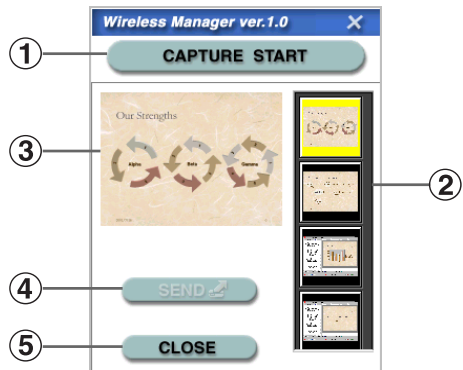 Wireless Manager ver.1.0
1 CAPTURE START
Our Strengths
3
Alpha Beta Gamma
2
4 SEND
5 CLOSE